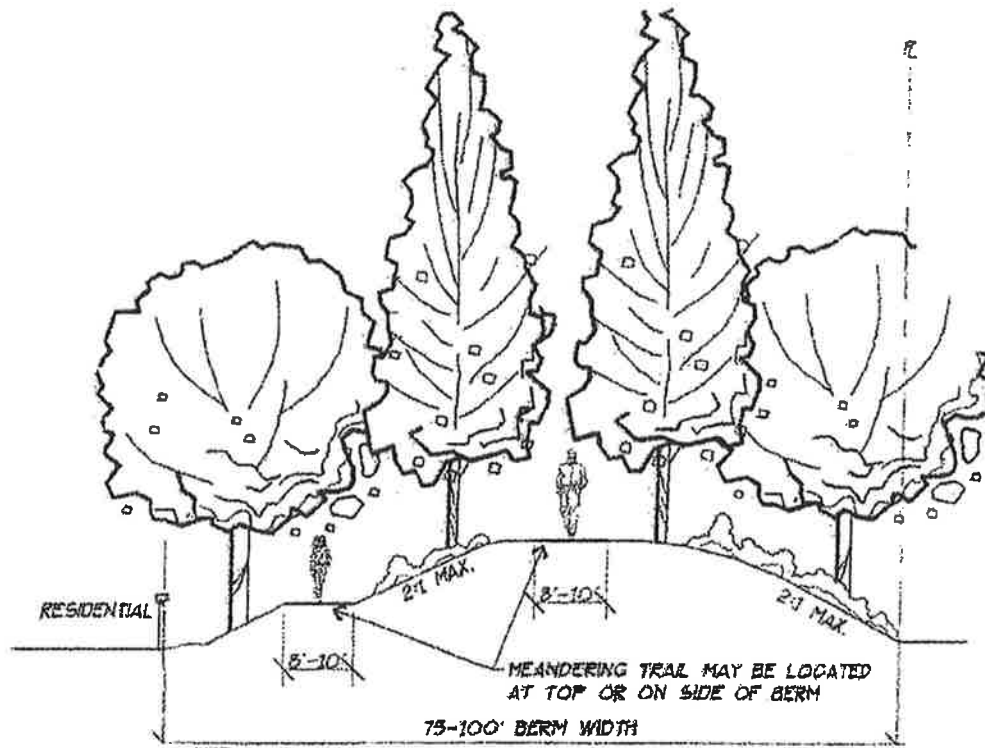 PL
RESIDENTIAL
2:1 MAX.
8'-10'
2:1 MAX.
8'-10'
MEANDERING TRAIL MAY BE LOCATED
AT TOP OR ON SIDE OF BERM
75-100' BERM WIDTH